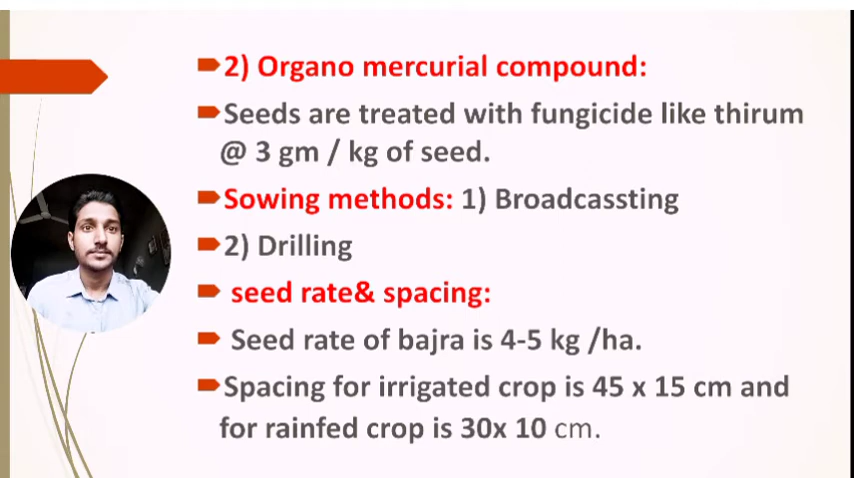 2) Organo mercurial compound:
Seeds are treated with fungicide like thirum
@ 3 gm / kg of seed.
Sowing methods: 1) Broadcassting
2) Drilling
seed rate& spacing:
Seed rate of bajra is 4-5 kg /ha.
Spacing for irrigated crop is 45 x 15 cm and
for rainfed crop is 30x 10 cm.